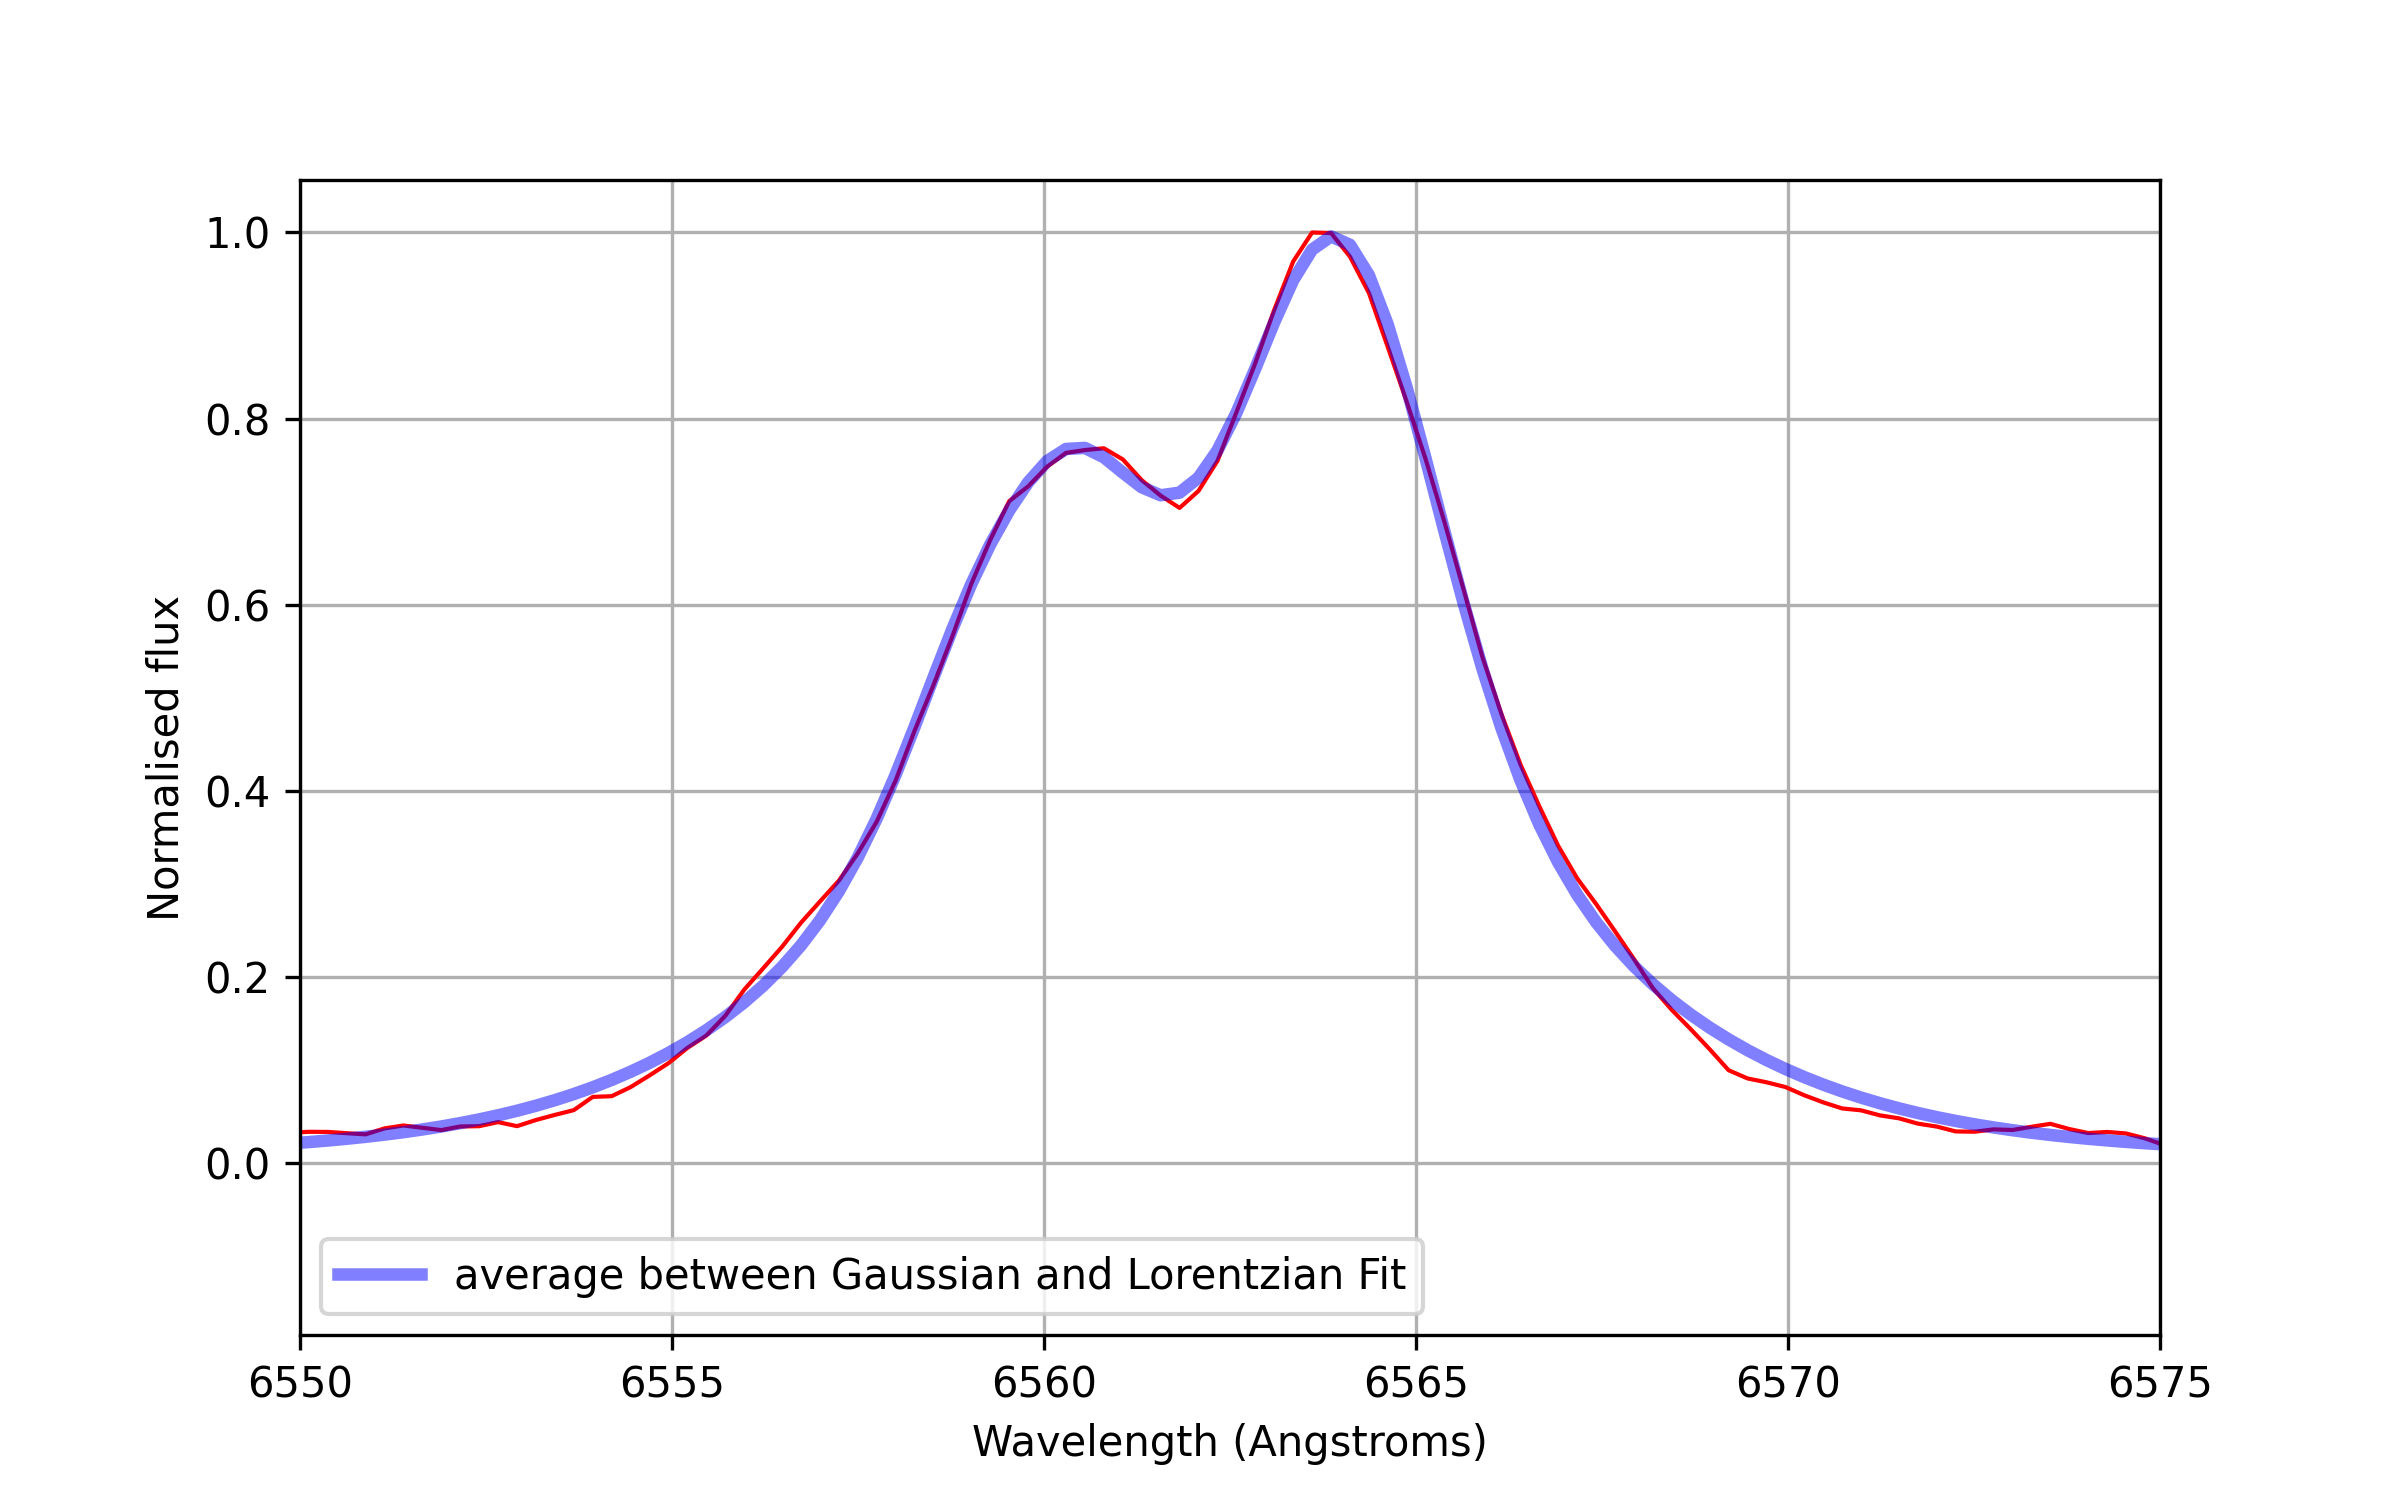 1.0
0.8
0.6
0.4
0.2
0.0
Normalised flux
average between Gaussian and Lorentzian Fit
6550 6555 6560 6565 6570 6575
Wavelength (Angstroms)